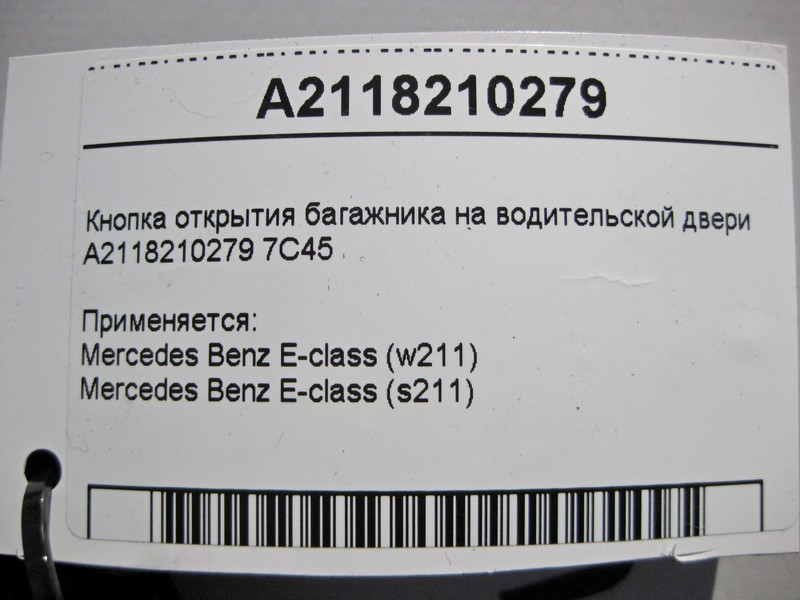 A2118210279
Кнопка открытия багажника на водительской двери
A2118210279 7C45
Применяется:
Mercedes Benz E-class (w211)
Mercedes Benz E-class (s211)